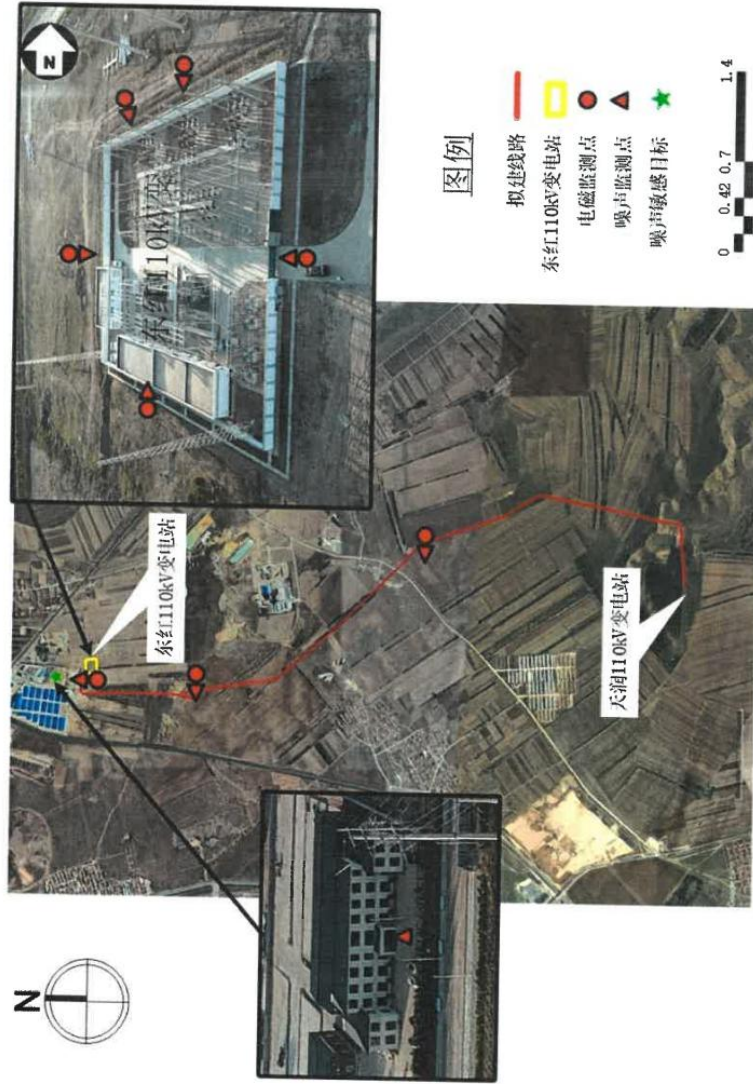 N
N
东红110kV变
东红110kV变电站
天润110kV变电站
图例
拟建线路
东红110kV变电站
电磁监测点
噪声监测点
噪声敏感目标
0 0.42 0.7 1.4